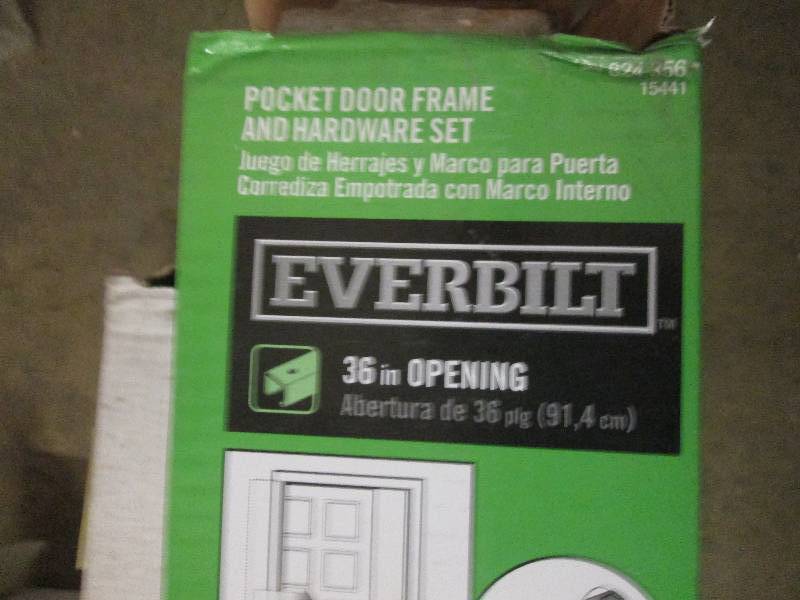 15441
POCKET DOOR FRAME
AND HARDWARE SET
Juego de Herrajes y Marco para Puerta
Corrediza Empotrada con Marco Interno
EVERBILT
TM
36 in OPENING
Abertura de 36 plg (91,4 cm)